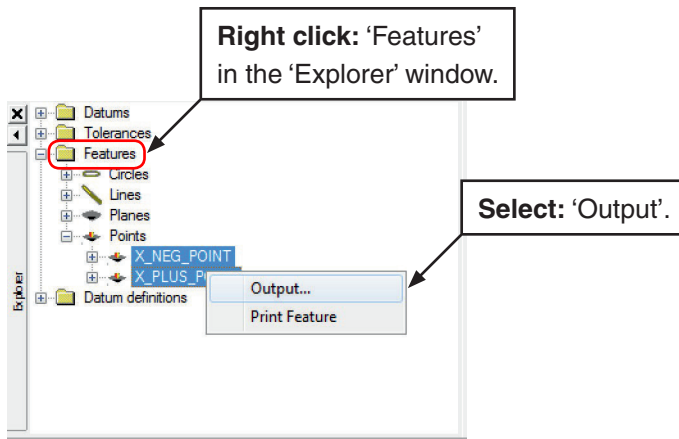 Right click: ‘Features’
in the ‘Explorer’ window.
Datums
Tolerances
Features
Circles
Lines
Planes
Points
X_NEG_POINT
X_PLUS_P
Datum definitions
Output...
Print Feature
Select: ‘Output’.
Explorer